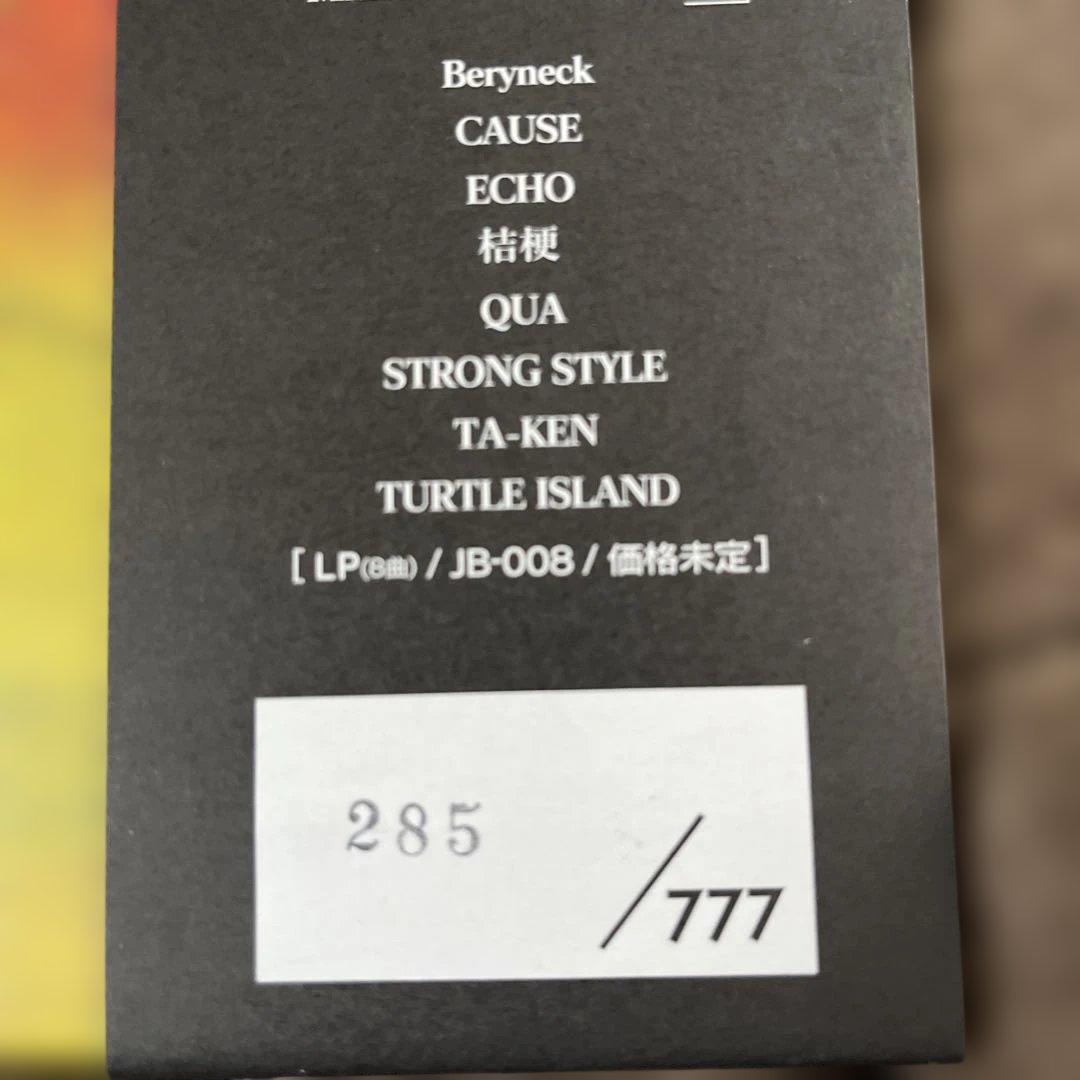 Beryneck
CAUSE
ECHO
桔梗
QUA
STRONG STYLE
TA-KEN
TURTLE ISLAND
[ LP(8曲) / JB-008 / 価格未定 ]
285
/777